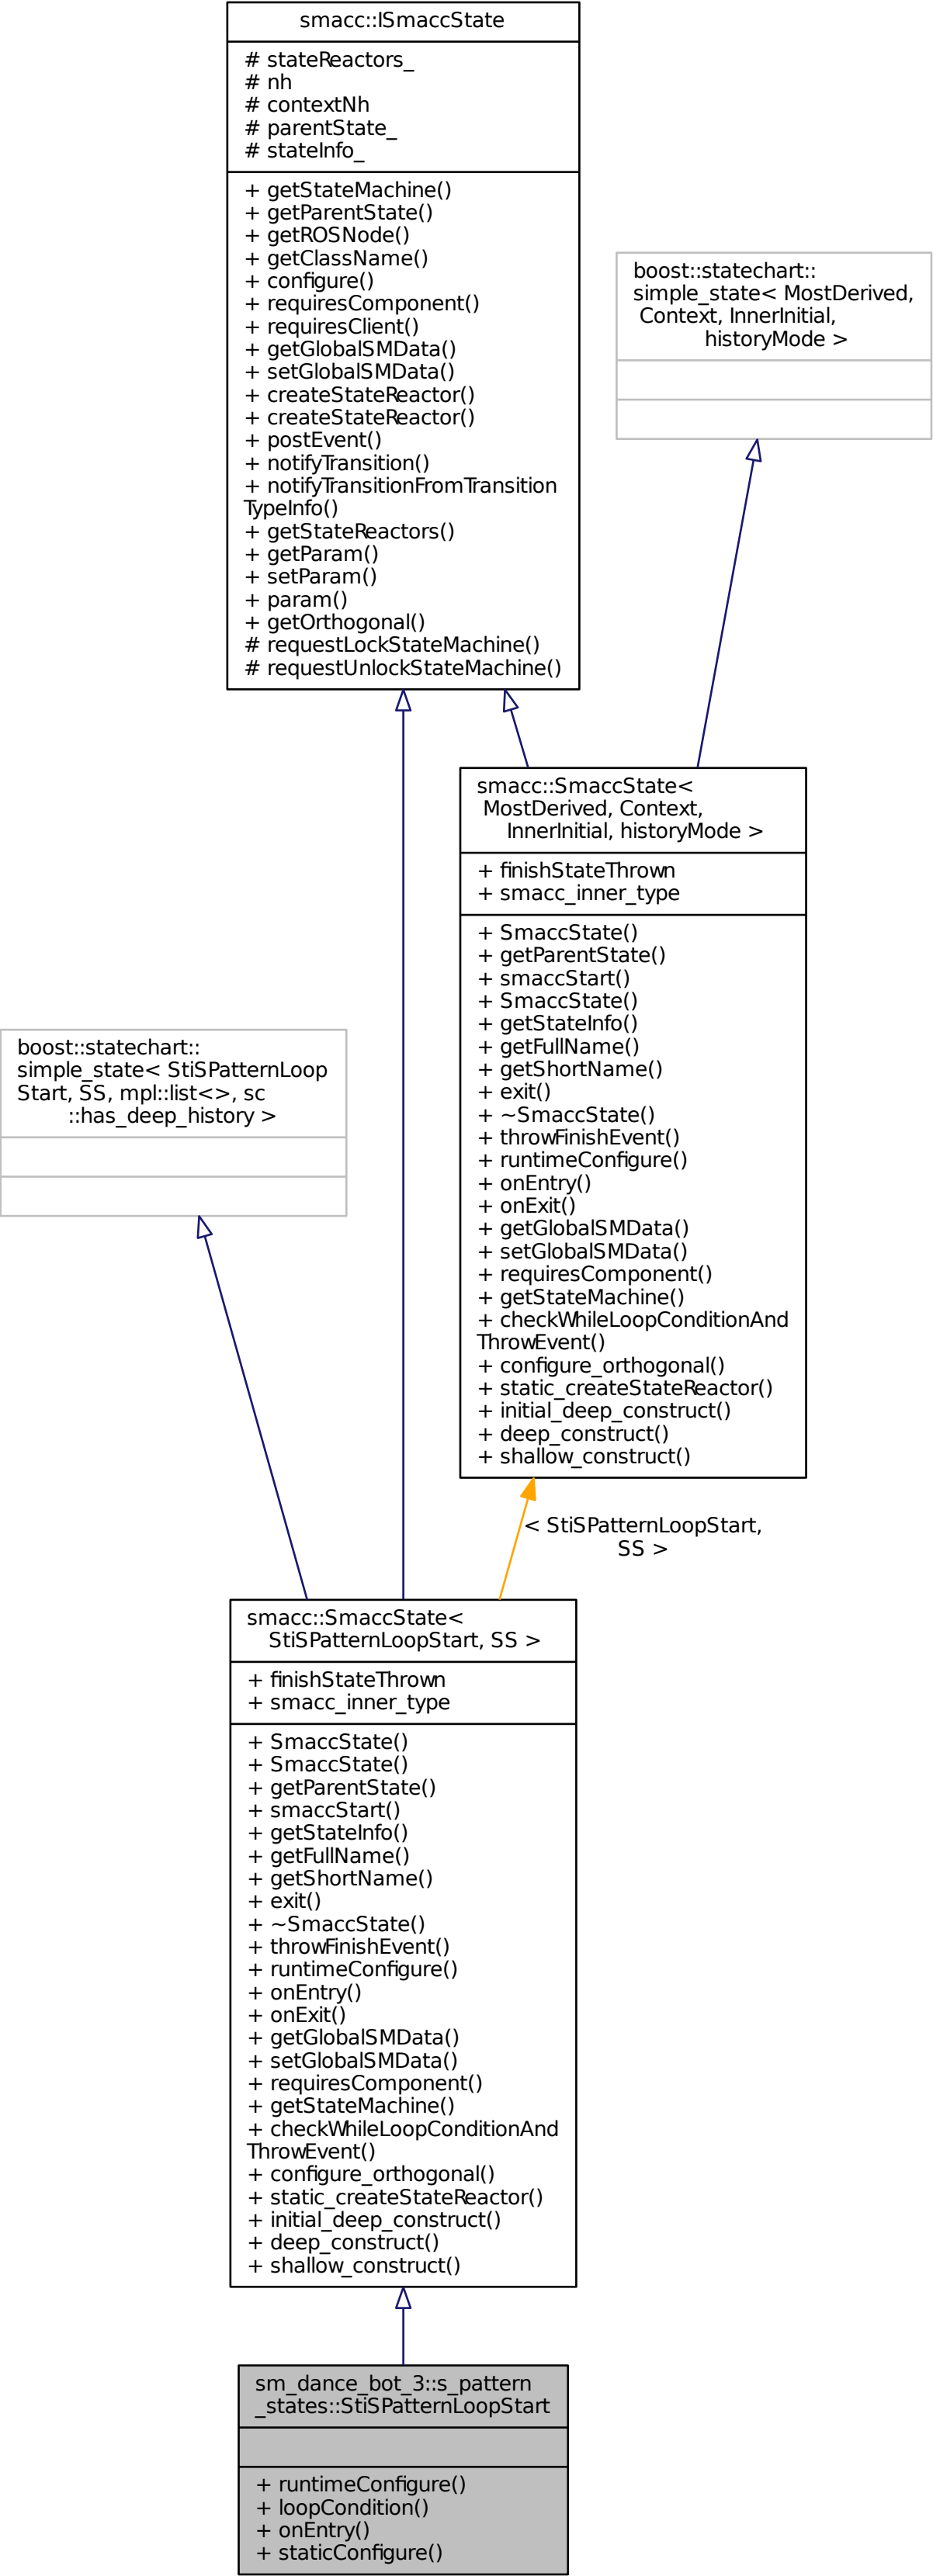 smacc::ISmaccState
# stateReactors_
# nh
# contextNh
# parentState_
# stateInfo_
+ getStateMachine()
+ getParentState()
+ getROSNode()
+ getClassName()
+ configure()
+ requiresComponent()
+ requiresClient()
+ getGlobalSMData()
+ setGlobalSMData()
+ createStateReactor()
+ createStateReactor()
+ postEvent()
+ notifyTransition()
+ notifyTransitionFromTransition
TypeInfo()
+ getStateReactors()
+ getParam()
+ setParam()
+ param()
+ getOrthogonal()
# requestLockStateMachine()
# requestUnlockStateMachine()
boost::statechart::
simple_state< MostDerived,
Context, InnerInitial,
historyMode >
smacc::SmaccState<
MostDerived, Context,
InnerInitial, historyMode >
+ finishStateThrown
+ smacc_inner_type
+ SmaccState()
+ getParentState()
+ smaccStart()
+ SmaccState()
+ getStateInfo()
+ getFullName()
+ getShortName()
+ exit()
+ ~SmaccState()
+ throwFinishEvent()
+ runtimeConfigure()
+ onEntry()
+ onExit()
+ getGlobalSMData()
+ setGlobalSMData()
+ requiresComponent()
+ getStateMachine()
+ checkWhileLoopConditionAnd
ThrowEvent()
+ configure_orthogonal()
+ static_createStateReactor()
+ initial_deep_construct()
+ deep_construct()
+ shallow_construct()
boost::statechart::
simple_state< StiSPatternLoop
Start, SS, mpl::list<>, sc
::has_deep_history >
< StiSPatternLoopStart,
SS >
smacc::SmaccState<
StiSPatternLoopStart, SS >
+ finishStateThrown
+ smacc_inner_type
+ SmaccState()
+ SmaccState()
+ getParentState()
+ smaccStart()
+ getStateInfo()
+ getFullName()
+ getShortName()
+ exit()
+ ~SmaccState()
+ throwFinishEvent()
+ runtimeConfigure()
+ onEntry()
+ onExit()
+ getGlobalSMData()
+ setGlobalSMData()
+ requiresComponent()
+ getStateMachine()
+ checkWhileLoopConditionAnd
ThrowEvent()
+ configure_orthogonal()
+ static_createStateReactor()
+ initial_deep_construct()
+ deep_construct()
+ shallow_construct()
sm_dance_bot_3::s_pattern
_states::StiSPatternLoopStart
+ runtimeConfigure()
+ loopCondition()
+ onEntry()
+ staticConfigure()